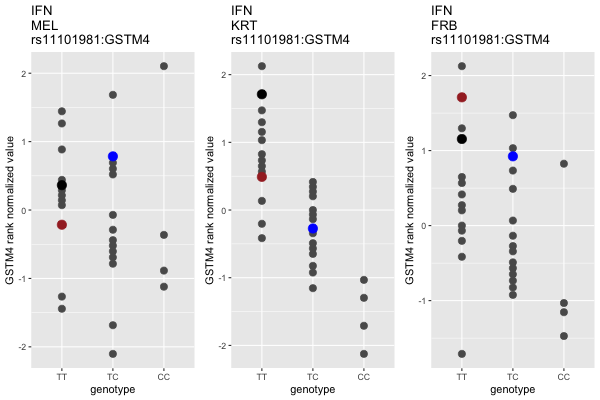 IFN
MEL
rs11101981:GSTM4
GSTM4 rank normalized value
2
1
0
-1
-2
TT TC CC
genotype
IFN
KRT
rs11101981:GSTM4
GSTM4 rank normalized value
2
1
0
-1
-2
TT TC CC
genotype
IFN
FRB
rs11101981:GSTM4
GSTM4 rank normalized value
2
1
0
-1
TT TC CC
genotype